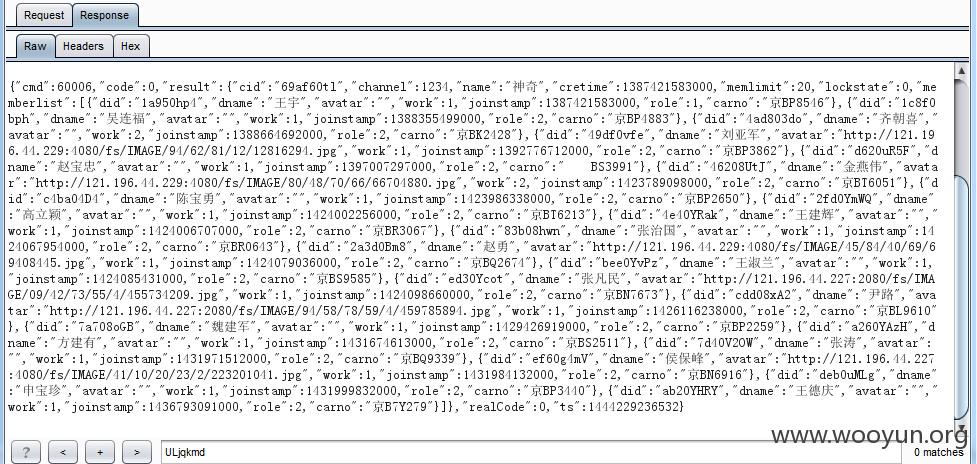 Request Response
Raw Headers Hex
{"cmd":60006,"code":0,"result":{"cid":"69af60tl","channel":1234,"name":"神奇","cretime":1387421583000,"memlimit":20,"lockstate":0,"me
mberlist":[{"did":"1a950hp4","dname":"王宇","avatar":"","work":1,"joinstamp":1387421583000,"role":1,"carno":"京BP8546"},{"did":"1c8f0
bph","dname":"吴连福","avatar":"","work":1,"joinstamp":1388355499000,"role":2,"carno":"京BP4883"},{"did":"4ad803do","dname":"齐朝喜","
avatar":"","work":2,"joinstamp":1388664692000,"role":2,"carno":"京BK2428"},{"did":"49df0vfe","dname":"刘亚军","avatar":"http://121.19
6.44.229:4080/fs/IMAGE/94/62/81/12/12816294.jpg","work":1,"joinstamp":1392776712000,"role":2,"carno":"京BP3862"},{"did":"d620uR5F","d
name":"赵宝忠","avatar":"","work":1,"joinstamp":1397007297000,"role":2,"carno":"    BS3991"},{"did":"46208UtJ","dname":"金燕伟","avata
r":"http://121.196.44.229:4080/fs/IMAGE/80/48/70/66/66704880.jpg","work":2,"joinstamp":1423789098000,"role":2,"carno":"京BI6051"},{"d
id":"c4ba04D4","dname":"陈宝勇","avatar":"","work":1,"joinstamp":1423986338000,"role":2,"carno":"京BP2650"},{"did":"2fd0YmWQ","dname":
"高立颖","avatar":"","work":1,"joinstamp":1424002256000,"role":2,"carno":"京BT6213"},{"did":"4e40YRak","dname":"王建辉","avatar":"","
work":1,"joinstamp":1424006707000,"role":2,"carno":"京BR3067"},{"did":"83b08hwn","dname":"张治国","avatar":"","work":1,"joinstamp":14
24067954000,"role":2,"carno":"京BR0643"},{"did":"2a3d0Bm8","dname":"赵勇","avatar":"http://121.196.44.229:4080/fs/IMAGE/45/84/40/69/6
9408445.jpg","work":1,"joinstamp":1424079036000,"role":2,"carno":"京BQ2674"},{"did":"bee0YvPz","dname":"王淑兰","avatar":"","work":1,
"joinstamp":1424085431000,"role":2,"carno":"京BS9585"},{"did":"ed30Ycot","dname":"张凡民","avatar":"http://121.196.44.227:2080/fs/IMA
GE/09/42/73/55/4/455734209.jpg","work":1,"joinstamp":1424098660000,"role":2,"carno":"京BN7673"},{"did":"cdd08xA2","dname":"尹路","ava
tar":"http://121.196.44.227:2080/fs/IMAGE/94/58/78/59/4/459785894.jpg","work":1,"joinstamp":1426116238000,"role":2,"carno":"京BL9610"
},{"did":"7a708oGB","dname":"魏建军","avatar":"","work":1,"joinstamp":1429426919000,"role":2,"carno":"京BP2259"},{"did":"a260YAzH","d
name":"方建有","avatar":"","work":1,"joinstamp":1431674613000,"role":2,"carno":"京BS2511"},{"did":"7d40V2OW","dname":"张涛","avatar":
"","work":1,"joinstamp":1431971512000,"role":2,"carno":"京BQ9339"},{"did":"ef60g4mV","dname":"侯保峰","avatar":"http://121.196.44.227
:4080/fs/IMAGE/41/10/20/23/2/223201041.jpg","work":1,"joinstamp":1431984132000,"role":2,"carno":"京BN6916"},{"did":"deb0uMLg","dname"
:"申宝珍","avatar":"","work":1,"joinstamp":1431999832000,"role":2,"carno":"京BP3440"},{"did":"ab20YHRY","dname":"王德庆","avatar":"","
work":1,"joinstamp":1436793091000,"role":2,"carno":"京B7Y279"}]},"realCode":0,"ts":1444229236532}
www.wooyun.org
? < + > ULjqkmd 0 matches